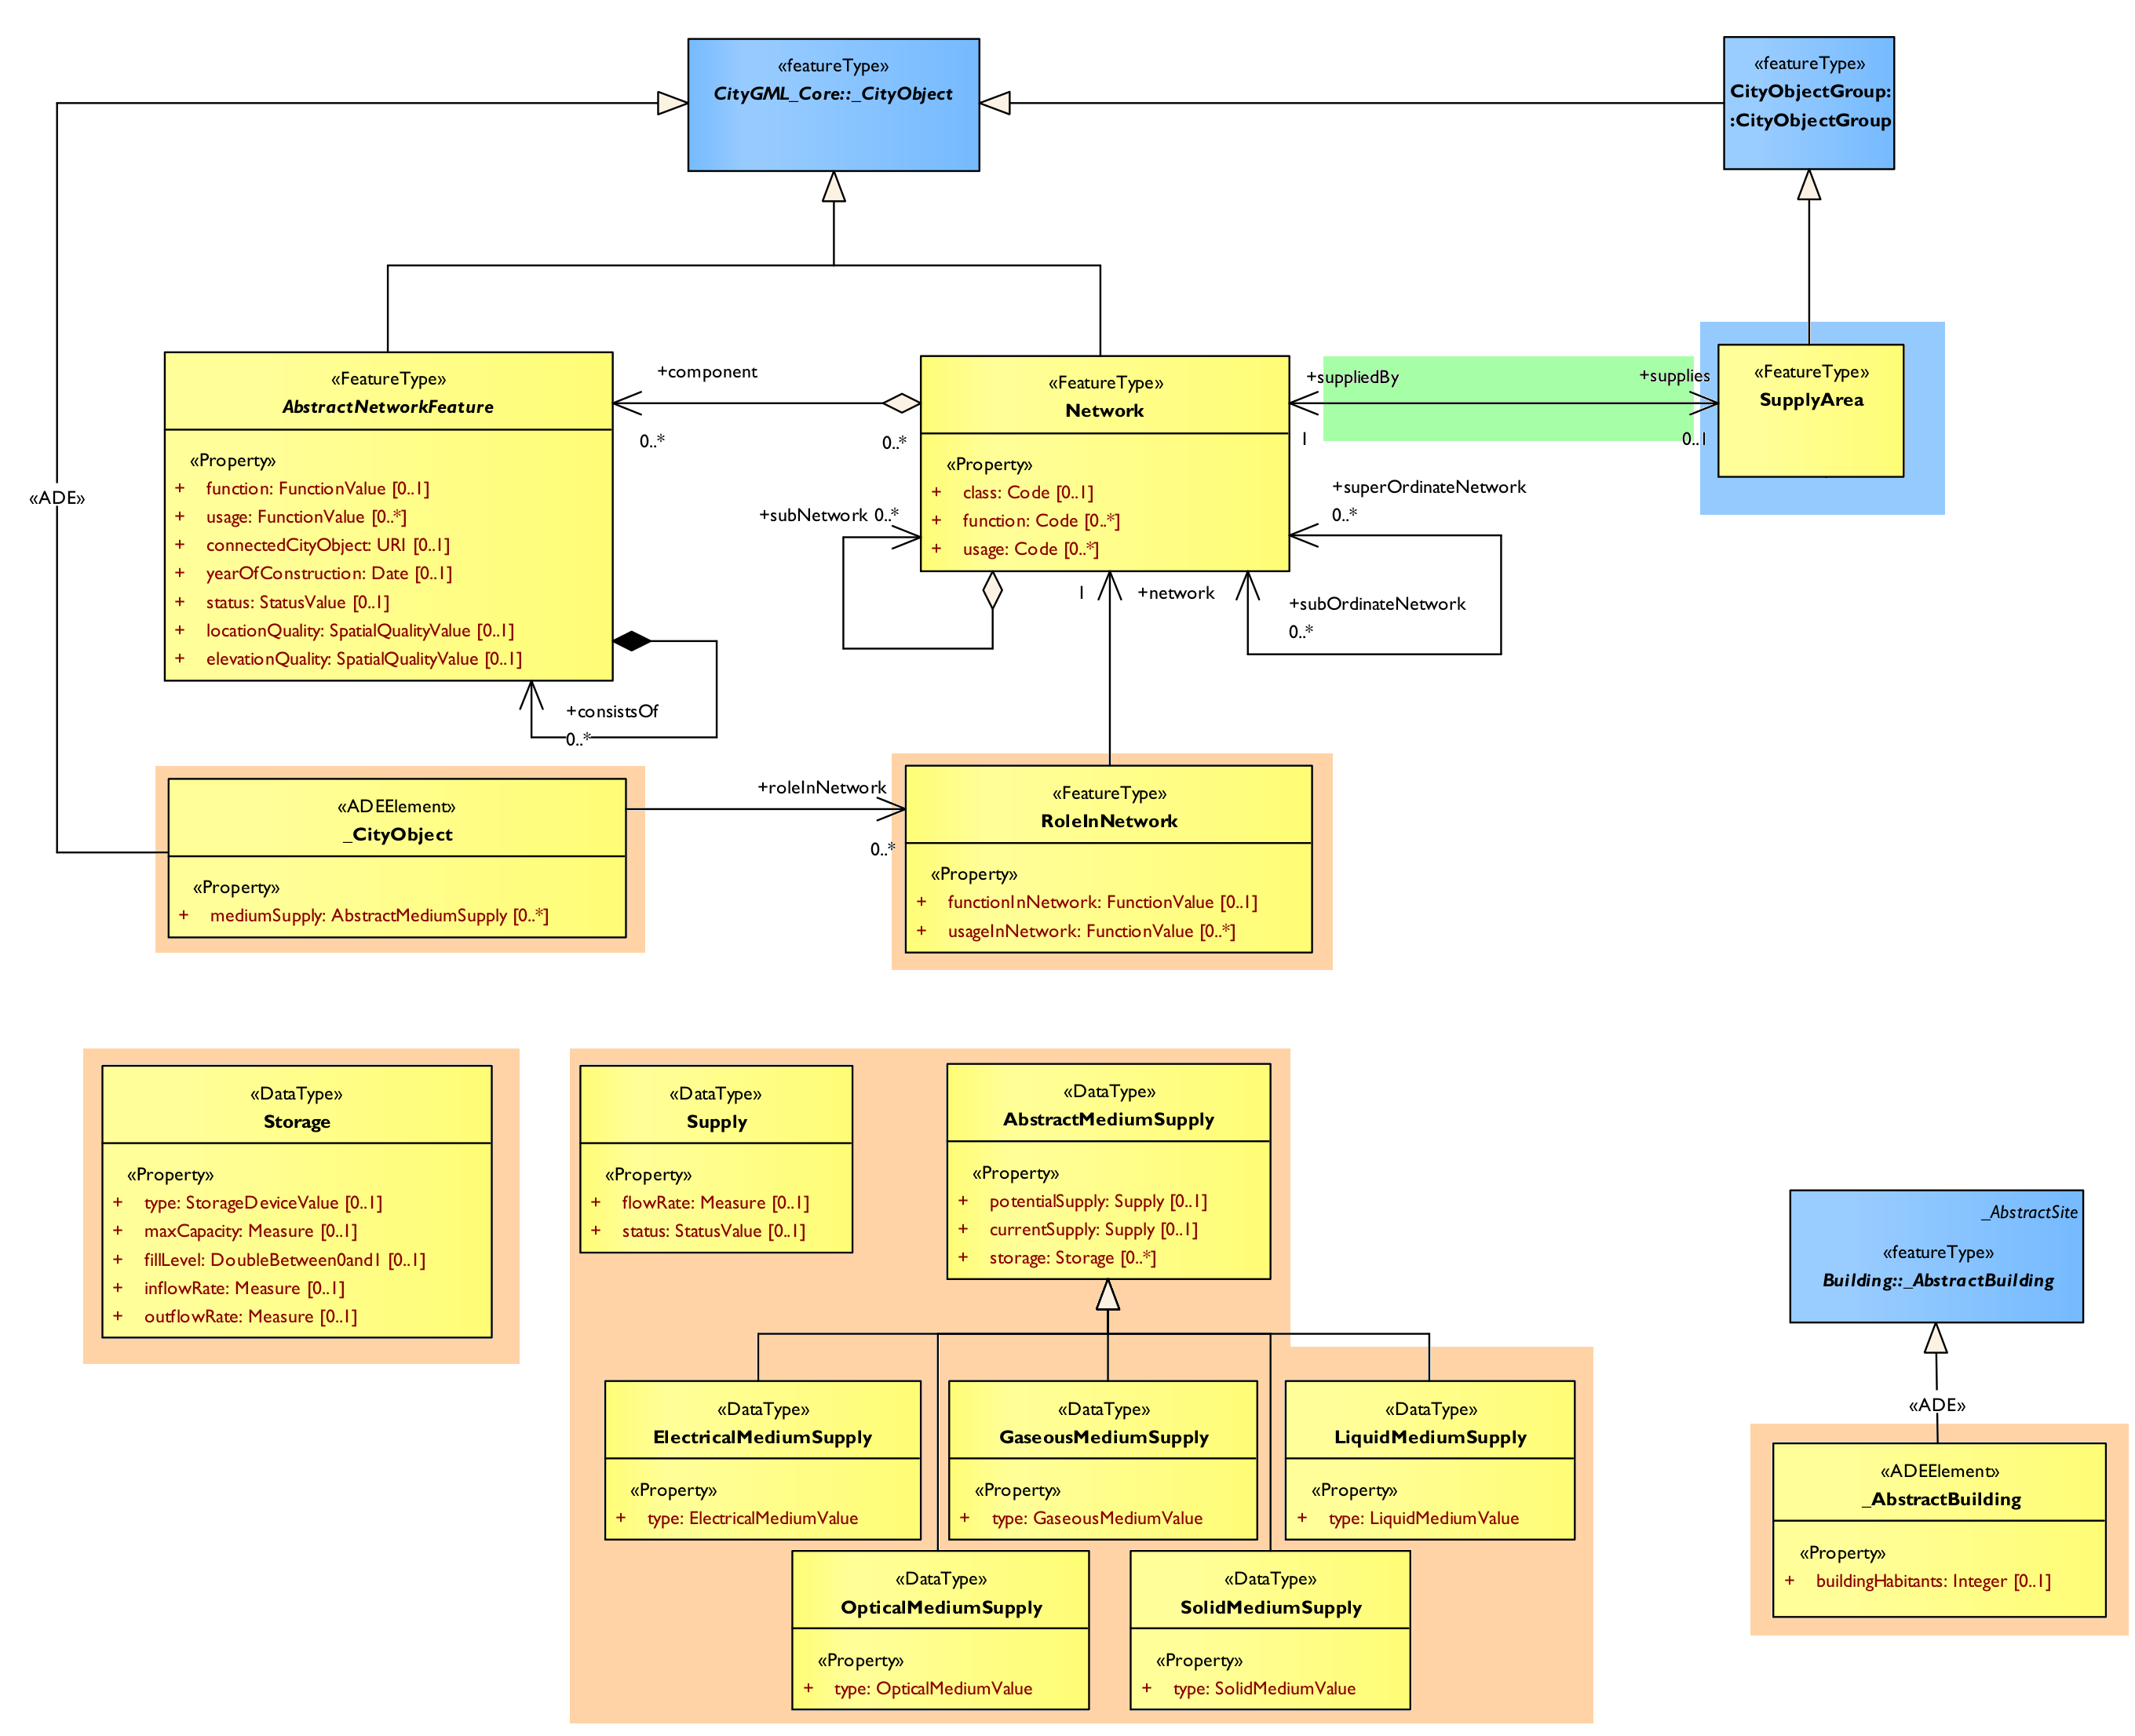 «featureType»
CityGML_Core::_CityObject
«featureType»
CityObjectGroup:
:CityObjectGroup
«ADE»
«FeatureType»
AbstractNetworkFeature
«Property»
+ function: FunctionValue [0..1]
+ usage: FunctionValue [0..*]
+ connectedCityObject: URI [0..1]
+ yearOfConstruction: Date [0..1]
+ status: StatusValue [0..1]
+ locationQuality: SpatialQualityValue [0..1]
+ elevationQuality: SpatialQualityValue [0..1]
+component
0..*
0..*
«FeatureType»
Network
«Property»
+ class: Code [0..1]
+ function: Code [0..*]
+ usage: Code [0..*]
+suppliedBy
1
+supplies
0..1
«FeatureType»
SupplyArea
+subNetwork 0..*
+superOrdinateNetwork
0..*
+subOrdinateNetwork
0..*
1
+network
+consistsOf
0..*
«ADEElement»
_CityObject
«Property»
+ mediumSupply: AbstractMediumSupply [0..*]
+roleInNetwork
0..*
«FeatureType»
RoleInNetwork
«Property»
+ functionInNetwork: FunctionValue [0..1]
+ usageInNetwork: FunctionValue [0..*]
«DataType»
Storage
«Property»
+ type: StorageDeviceValue [0..1]
+ maxCapacity: Measure [0..1]
+ fillLevel: DoubleBetween0and1 [0..1]
+ inflowRate: Measure [0..1]
+ outflowRate: Measure [0..1]
«DataType»
Supply
«Property»
+ flowRate: Measure [0..1]
+ status: StatusValue [0..1]
«DataType»
AbstractMediumSupply
«Property»
+ potentialSupply: Supply [0..1]
+ currentSupply: Supply [0..1]
+ storage: Storage [0..*]
«DataType»
ElectricalMediumSupply
«Property»
+ type: ElectricalMediumValue
«DataType»
GaseousMediumSupply
«Property»
+ type: GaseousMediumValue
«DataType»
LiquidMediumSupply
«Property»
+ type: LiquidMediumValue
«DataType»
OpticalMediumSupply
«Property»
+ type: OpticalMediumValue
«DataType»
SolidMediumSupply
«Property»
+ type: SolidMediumValue
_AbstractSite
«featureType»
Building::_AbstractBuilding
«ADE»
«ADEElement»
_AbstractBuilding
«Property»
+ buildingHabitants: Integer [0..1]